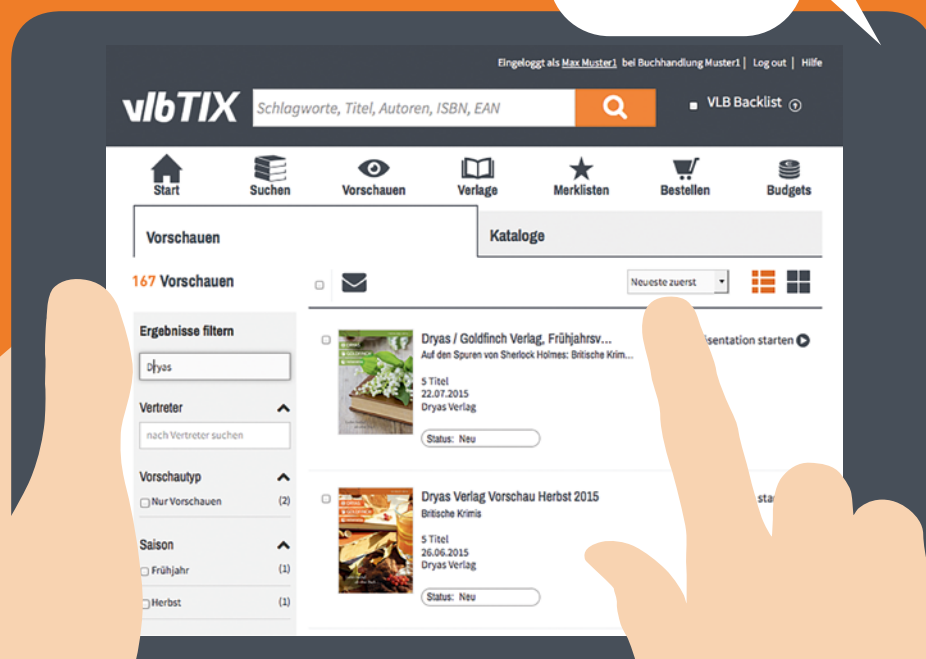 Eingeloggt als Max Muster1 bei Buchhandlung Muster1 | Log out | Hilfe
vlbTIX
Schlagworte, Titel, Autoren, ISBN, EAN
VLB Backlist
Start Suchen Vorschauen Verlage Merklisten Bestellen Budgets
Vorschauen Kataloge
167 Vorschauen
Neueste zuerst
Ergebnisse filtern
Dryas
Vertreter
nach Vertreter suchen
Vorschautyp
Nur Vorschauen (2)
Saison
Frühjahr (1)
Herbst (1)
Dryas / Goldfinch Verlag, Frühjahrsv...
Auf den Spuren von Sherlock Holmes: Britische Krim...
5 Titel
22.07.2015
Dryas Verlag
Status: Neu
sentation starten
Dryas Verlag Vorschau Herbst 2015
Britische Krimis
5 Titel
26.06.2015
Dryas Verlag
Status: Neu
sta